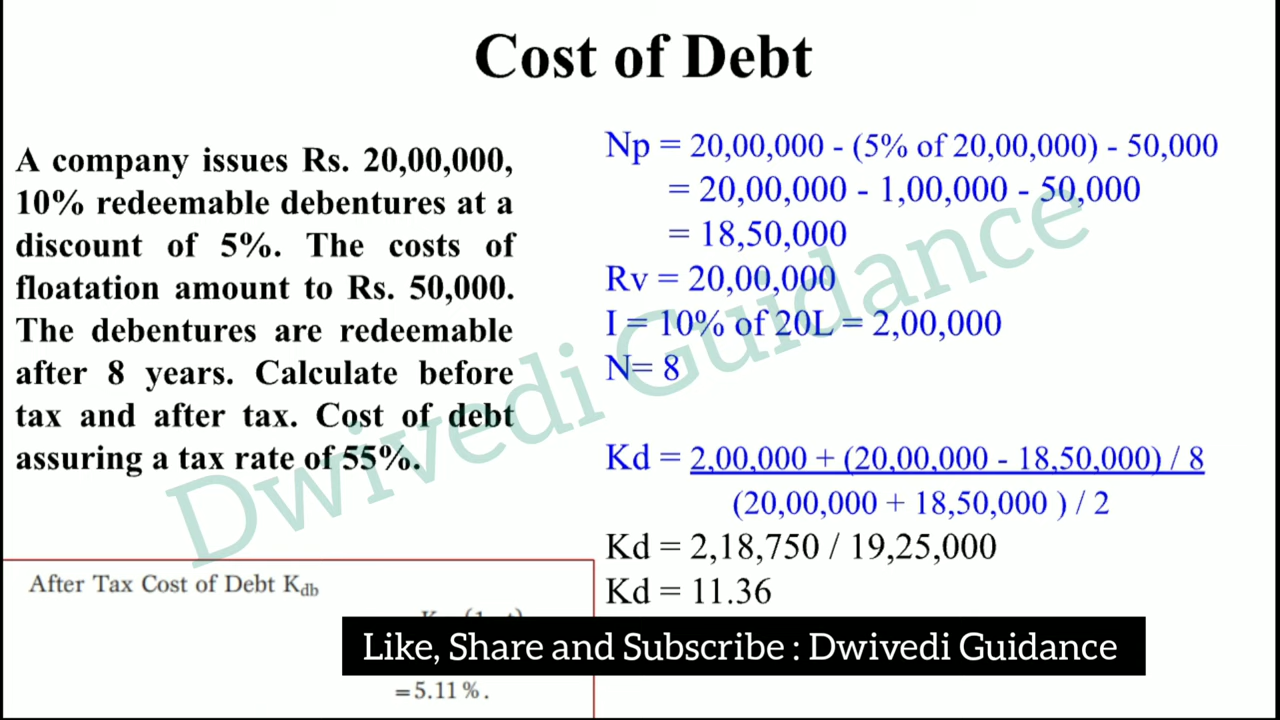 Cost of Debt
A company issues Rs. 20,00,000,
10% redeemable debentures at a
discount of 5%. The costs of
floatation amount to Rs. 50,000.
The debentures are redeemable
after 8 years. Calculate before
tax and after tax. Cost of debt
assuring a tax rate of 55%.
Np = 20,00,000 - (5% of 20,00,000) - 50,000
= 20,00,000 - 1,00,000 - 50,000
= 18,50,000
Rv = 20,00,000
I = 10% of 20L = 2,00,000
N= 8
Kd = 2,00,000 + (20,00,000 - 18,50,000) / 8
(20,00,000 + 18,50,000 ) / 2
Kd = 2,18,750 / 19,25,000
Kd = 11.36
After Tax Cost of Debt Kdb
=5.11%.
Like, Share and Subscribe : Dwivedi Guidance
Dwivedi Guidance